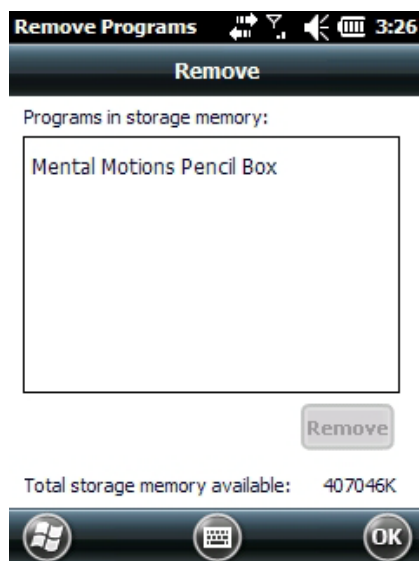 Remove Programs 3:26
Remove
Programs in storage memory:
Mental Motions Pencil Box
Remove
Total storage memory available: 407046K
OK